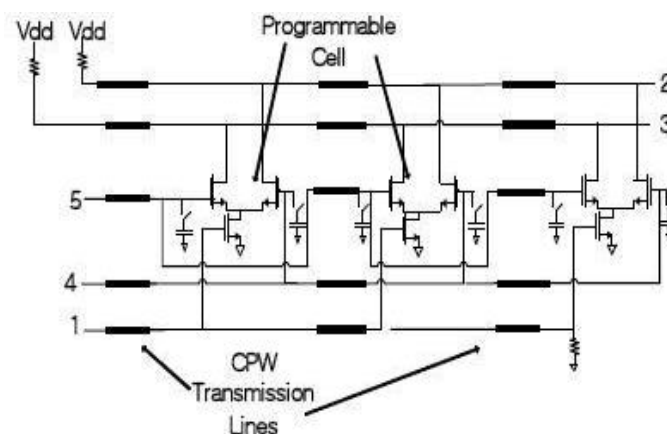 Vdd Vdd
Programmable
Cell
2
3
5
4
1
CPW
Transmission
Lines